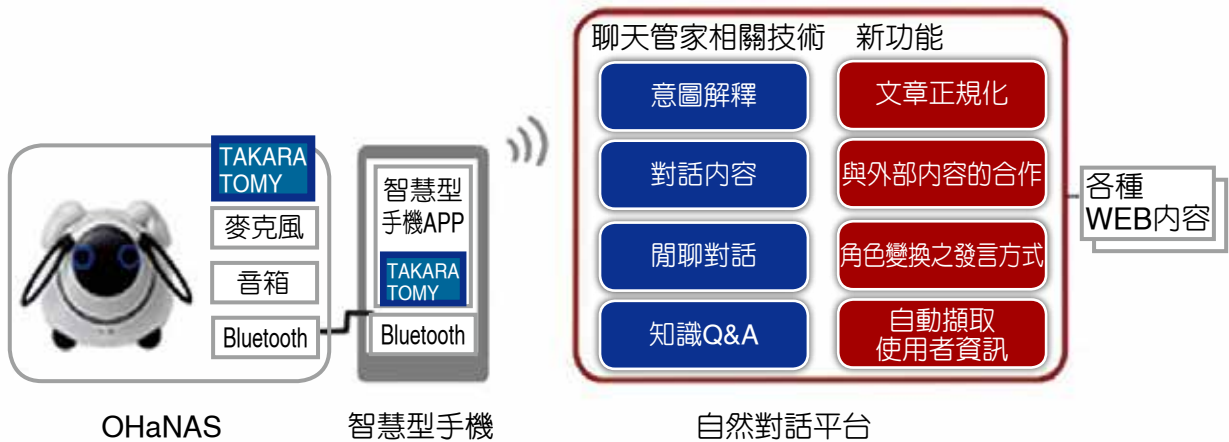 聊天管家相關技術 新功能
意圖解釋
文章正規化
對話內容
與外部內容的合作
閒聊對話
角色變換之發言方式
知識Q&A
自動擷取
使用者資訊
TAKARA
TOMY
麥克風
音箱
Bluetooth
智慧型
手機APP
TAKARA
TOMY
Bluetooth
各種
WEB內容
OHaNAS
智慧型手機
自然對話平台